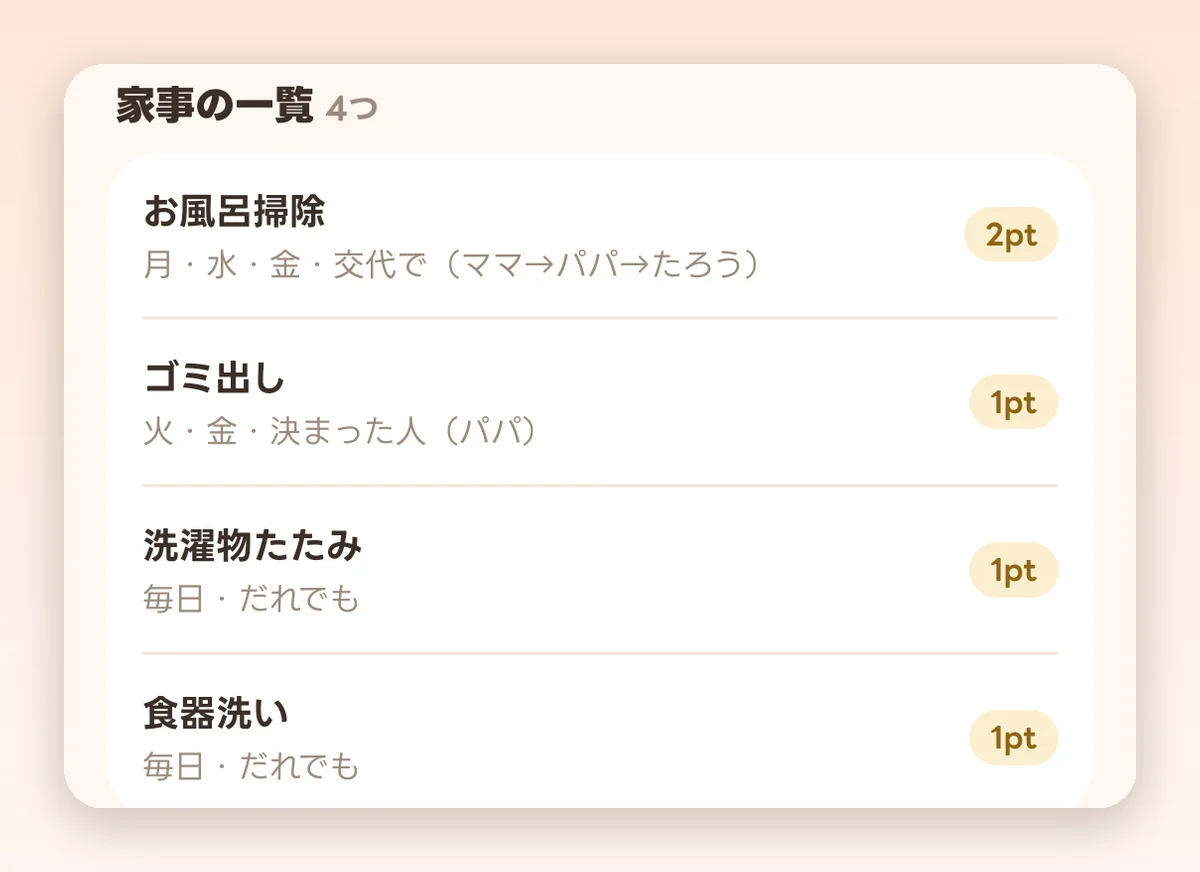 家事の一覧 4つ
お風呂掃除
月・水・金・交代で（ママ→パパ→たろう）
2pt
ゴミ出し
火・金・決まった人（パパ）
1pt
洗濯物たたみ
毎日・だれでも
1pt
食器洗い
毎日・だれでも
1pt